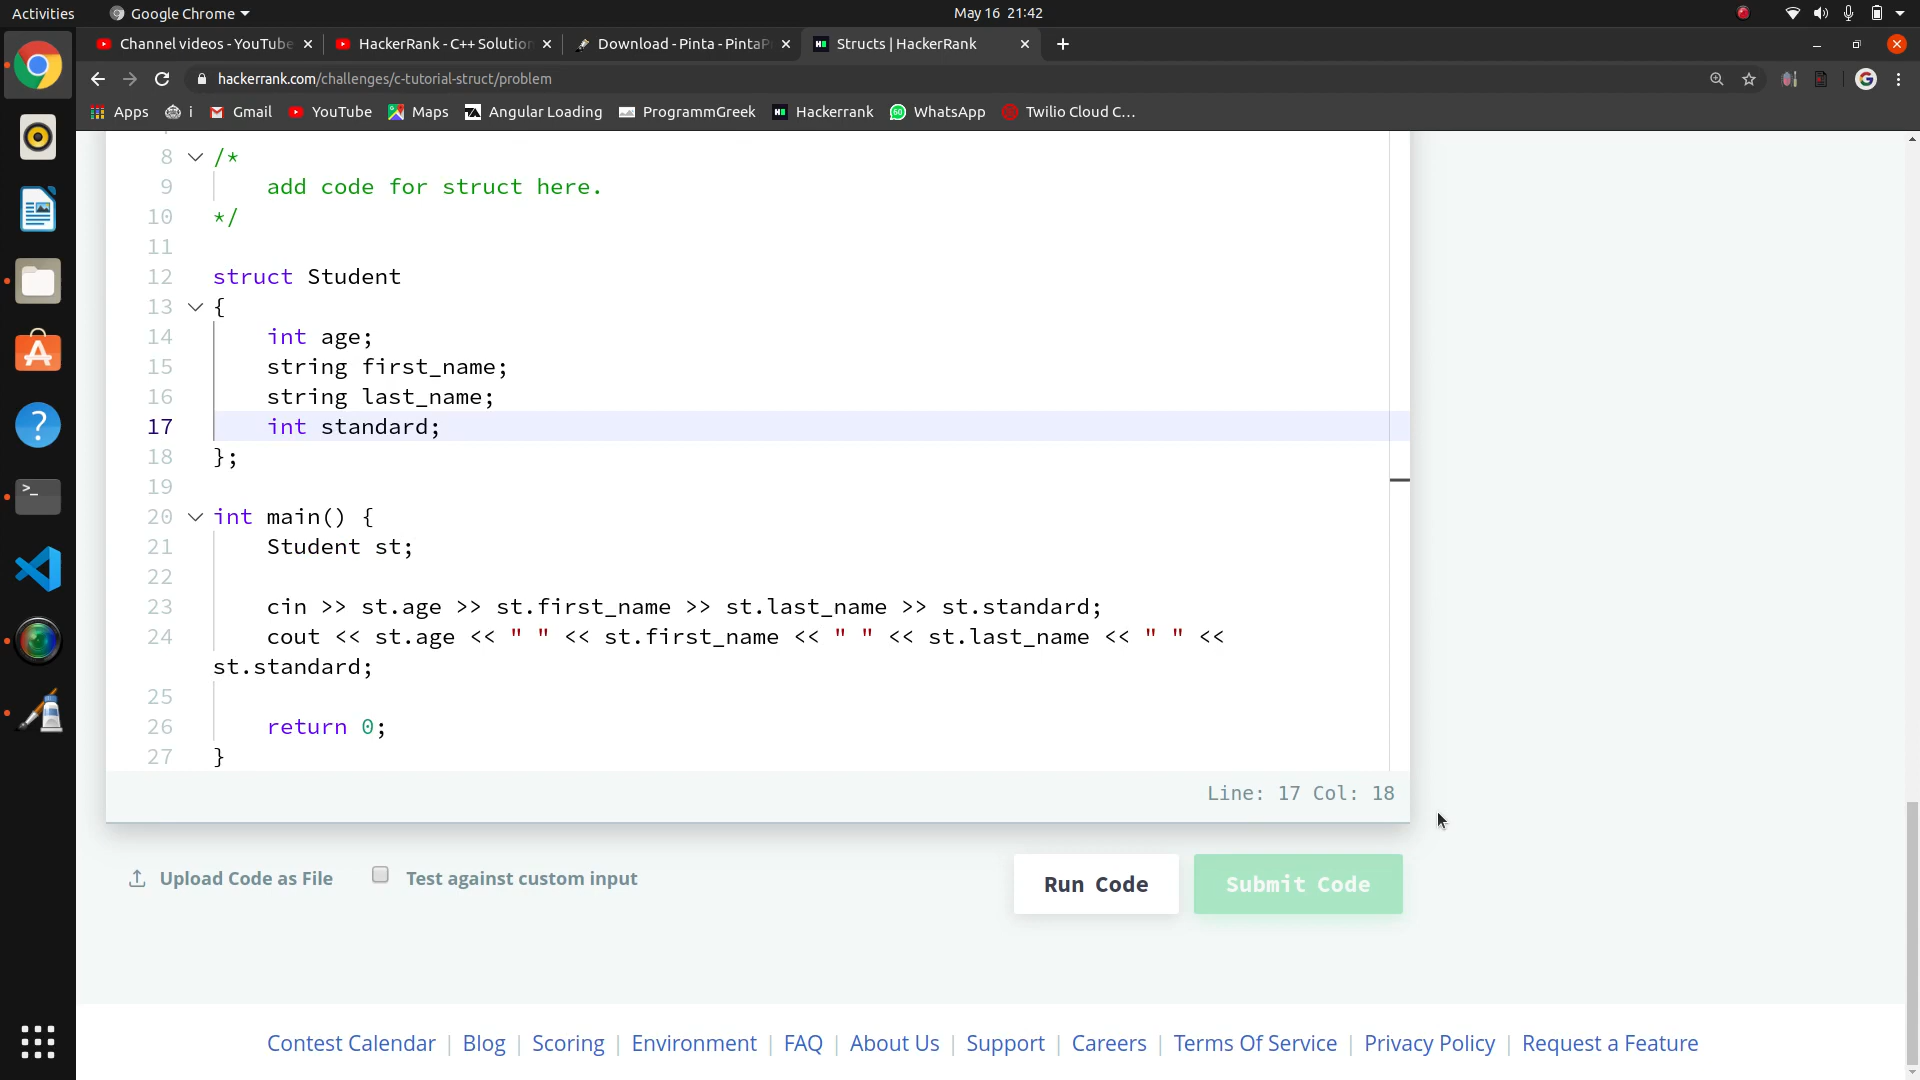 Activities Google Chrome May 16 21:42
Channel videos - YouTube HackerRank - C++ Solution Download - Pinta - PintaP Structs | HackerRank
hackerrank.com/challenges/c-tutorial-struct/problem
Apps i Gmail YouTube Maps Angular Loading ProgrammGreek Hackerrank WhatsApp Twilio Cloud C...
8 /*
9 add code for struct here.
10 */
11
12 struct Student
13 {
14 int age;
15 string first_name;
16 string last_name;
17 int standard;
18 };
19
20 int main() {
21 Student st;
22
23 cin >> st.age >> st.first_name >> st.last_name >> st.standard;
24 cout << st.age << " " << st.first_name << " " << st.last_name << " " <<
st.standard;
25
26 return 0;
27 }
Line: 17 Col: 18
Upload Code as File Test against custom input Run Code Submit Code
Contest Calendar | Blog | Scoring | Environment | FAQ | About Us | Support | Careers | Terms Of Service | Privacy Policy | Request a Feature